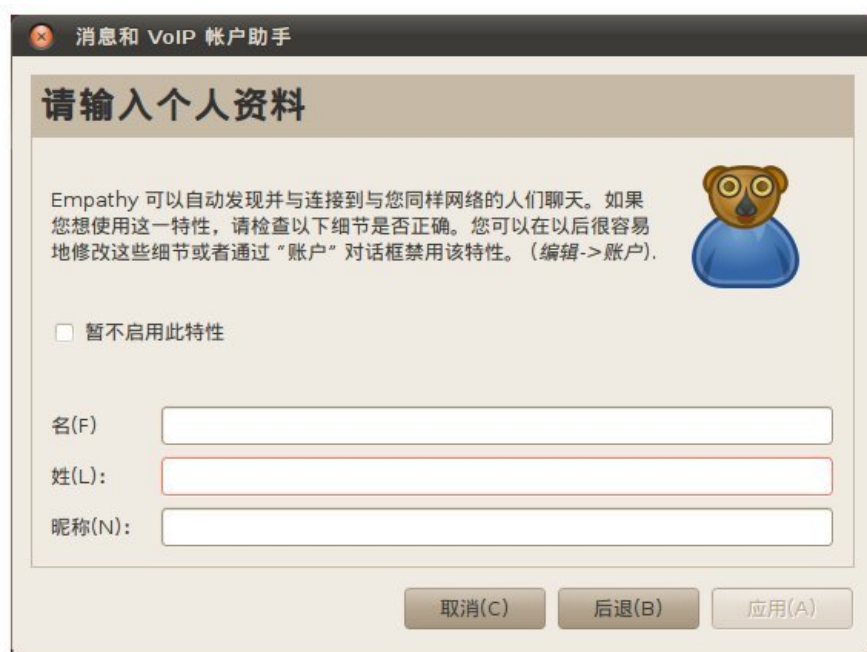 消息和 VoIP 帐户助手
请输入个人资料
Empathy 可以自动发现并与连接到与您同样网络的人们聊天。如果
您想使用这一特性，请检查以下细节是否正确。您可以在以后很容易
地修改这些细节或者通过 “账户” 对话框禁用该特性。 (编辑->账户).
暂不启用此特性
名(F)
姓(L)：
昵称(N)：
取消(C)
后退(B)
应用(A)